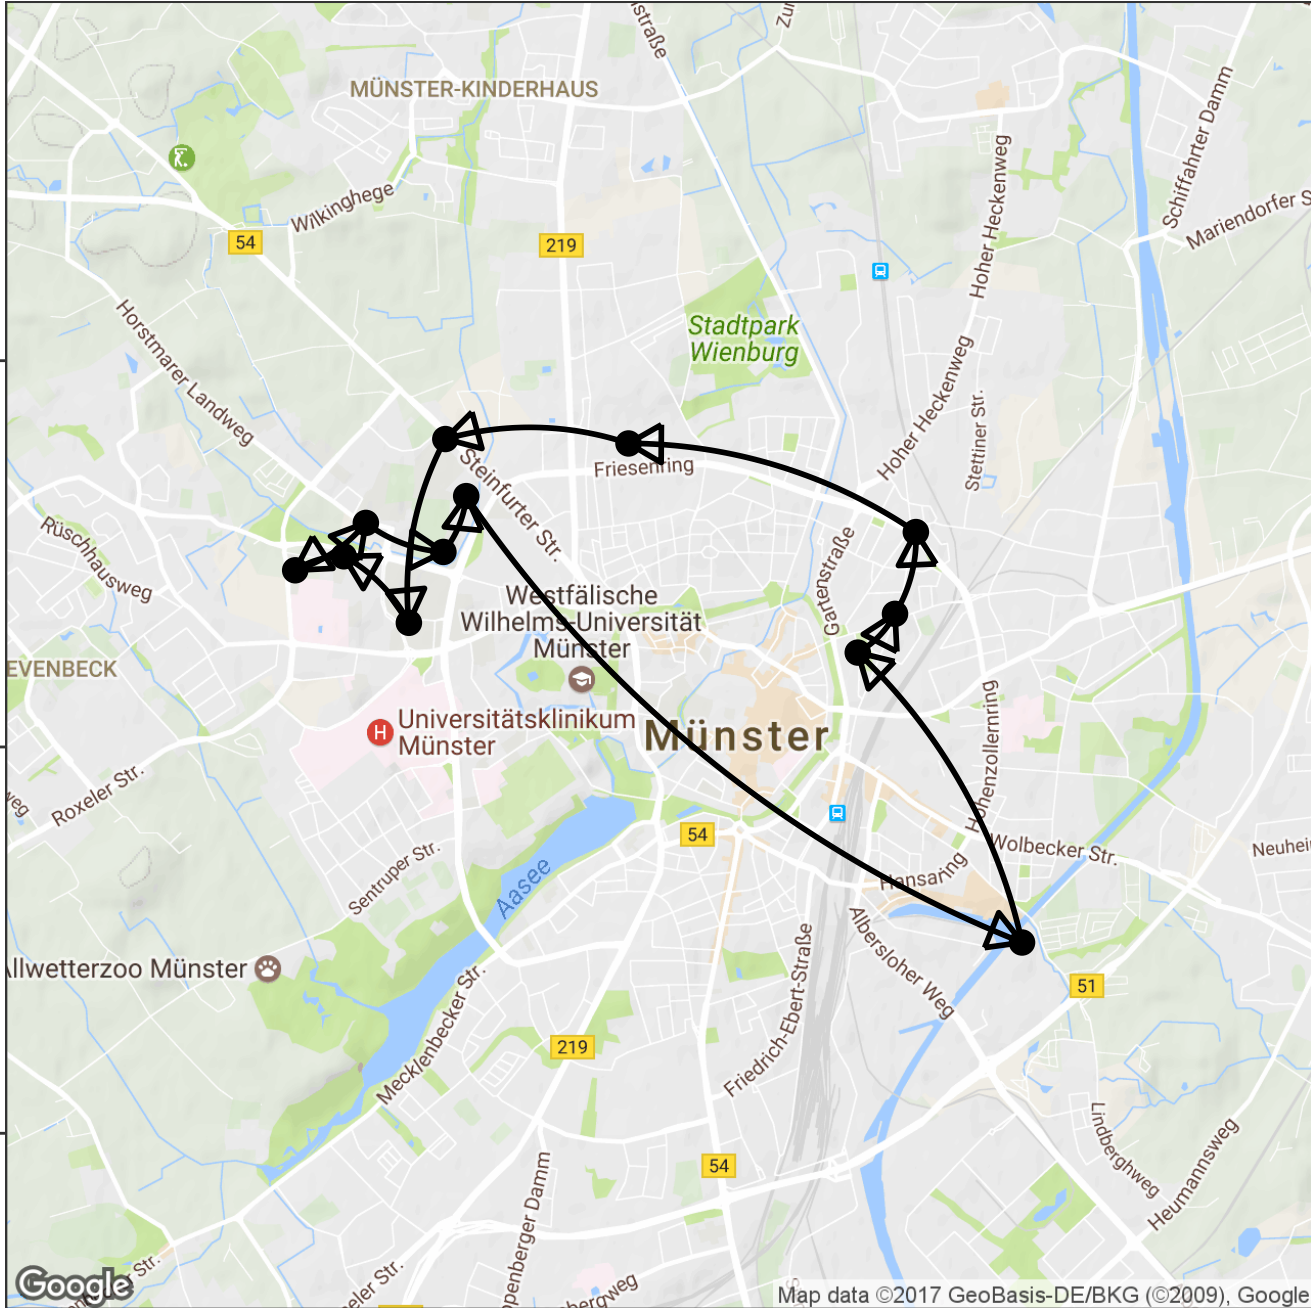 MÜNSTER-KINDERHAUS
Wilkinghege
54
219
Hoher Heckenweg
Schiffahrter Damm
Mariendorfer S
Stadtpark
Wienburg
Horstmarer Landweg
Hoher Heckenweg
Stettiner Str.
Friesenring
Steinfurter Str.
Rüschhausweg
Gartenstraße
Westfälische
Wilhelms-Universität
Münster
EVENBECK
Universitätsklinikum
Münster
H
Münster
Hohenzollernring
Roxeler Str.
weg
54
Wolbecker Str.
Neuhei
Sentruper Str.
Hansaring
Aasee
Albersloher Weg
Allwetterzoo Münster
51
Mecklenbecker Str.
Friedrich-Ebert-Straße
219
54
Lindberghweg
Heumannsweg
Google
Map data ©2017 GeoBasis-DE/BKG (©2009), Google